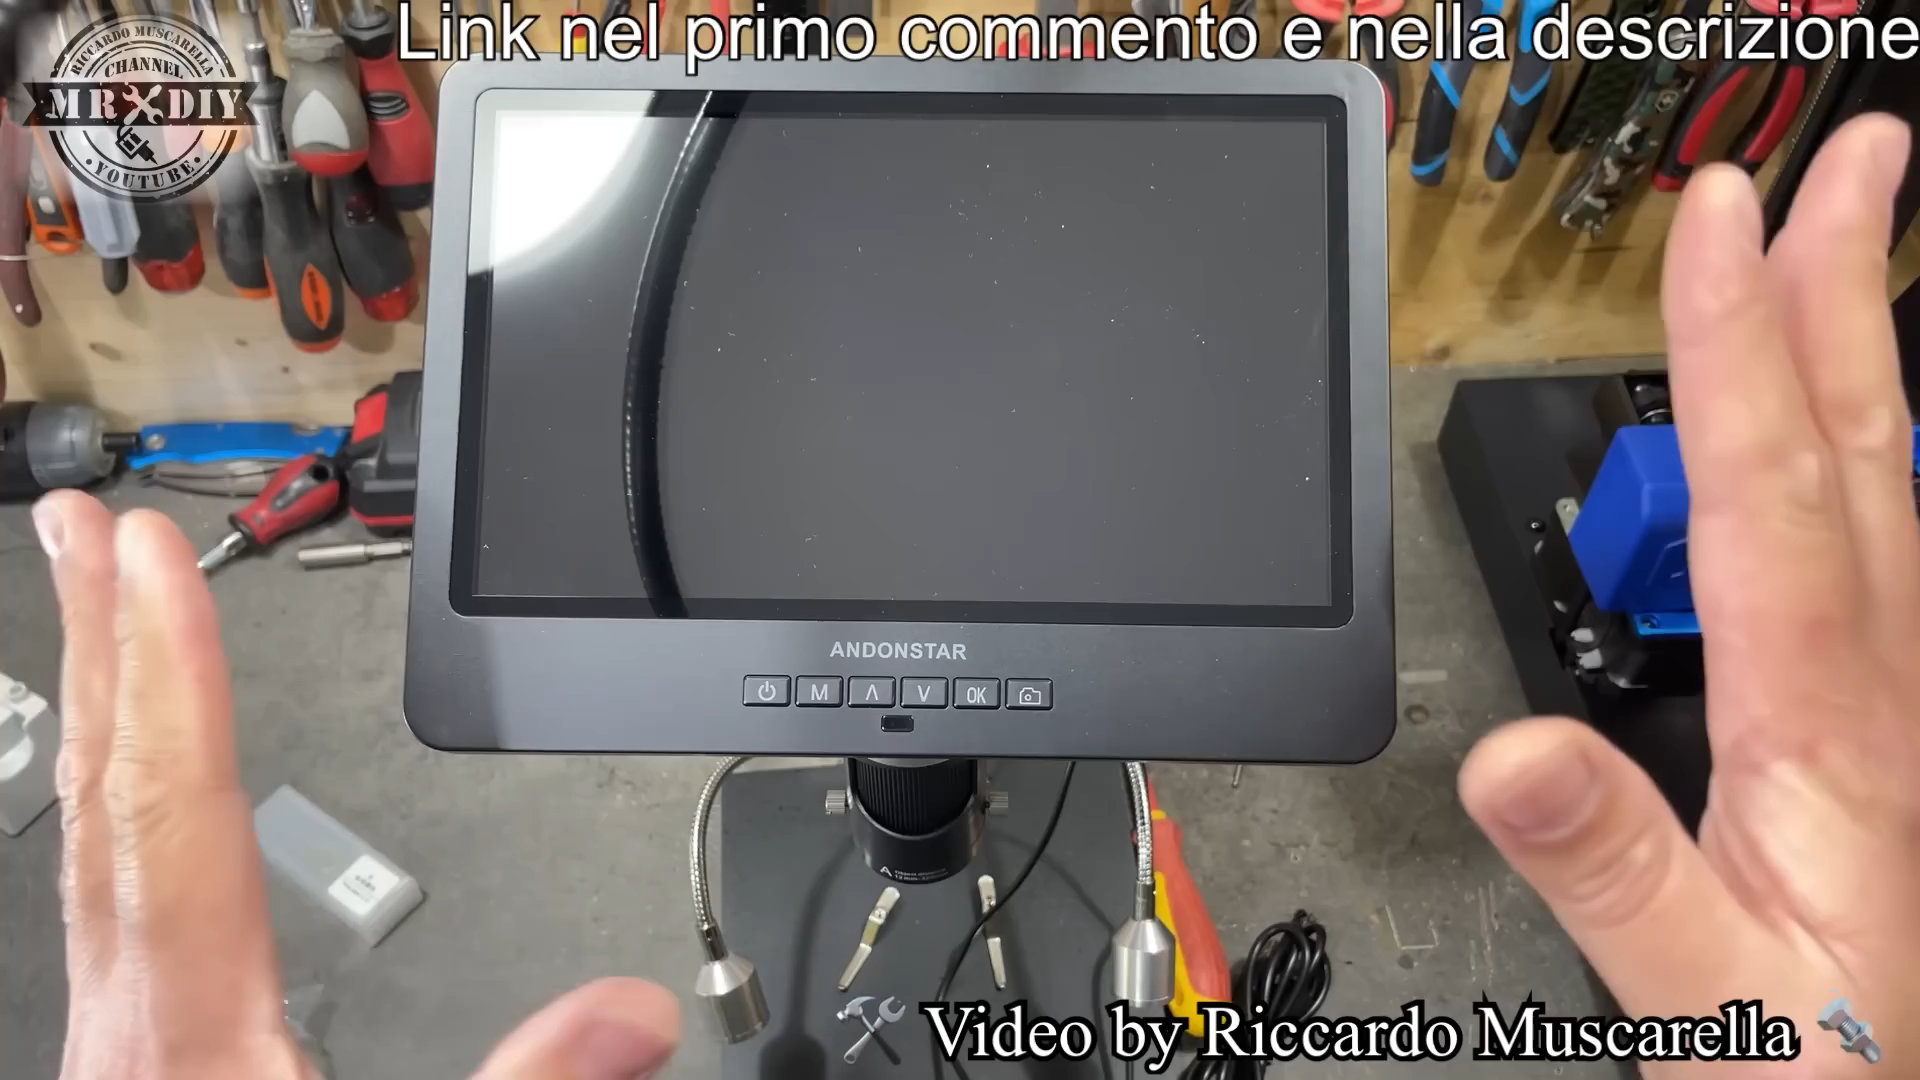 Link nel primo commento e nella descrizione
RICCARDO MUSCARELLA
CHANNEL
MR DIY
YOUTUBE
ANDONSTAR
M Λ V OK
A
Video by Riccardo Muscarella